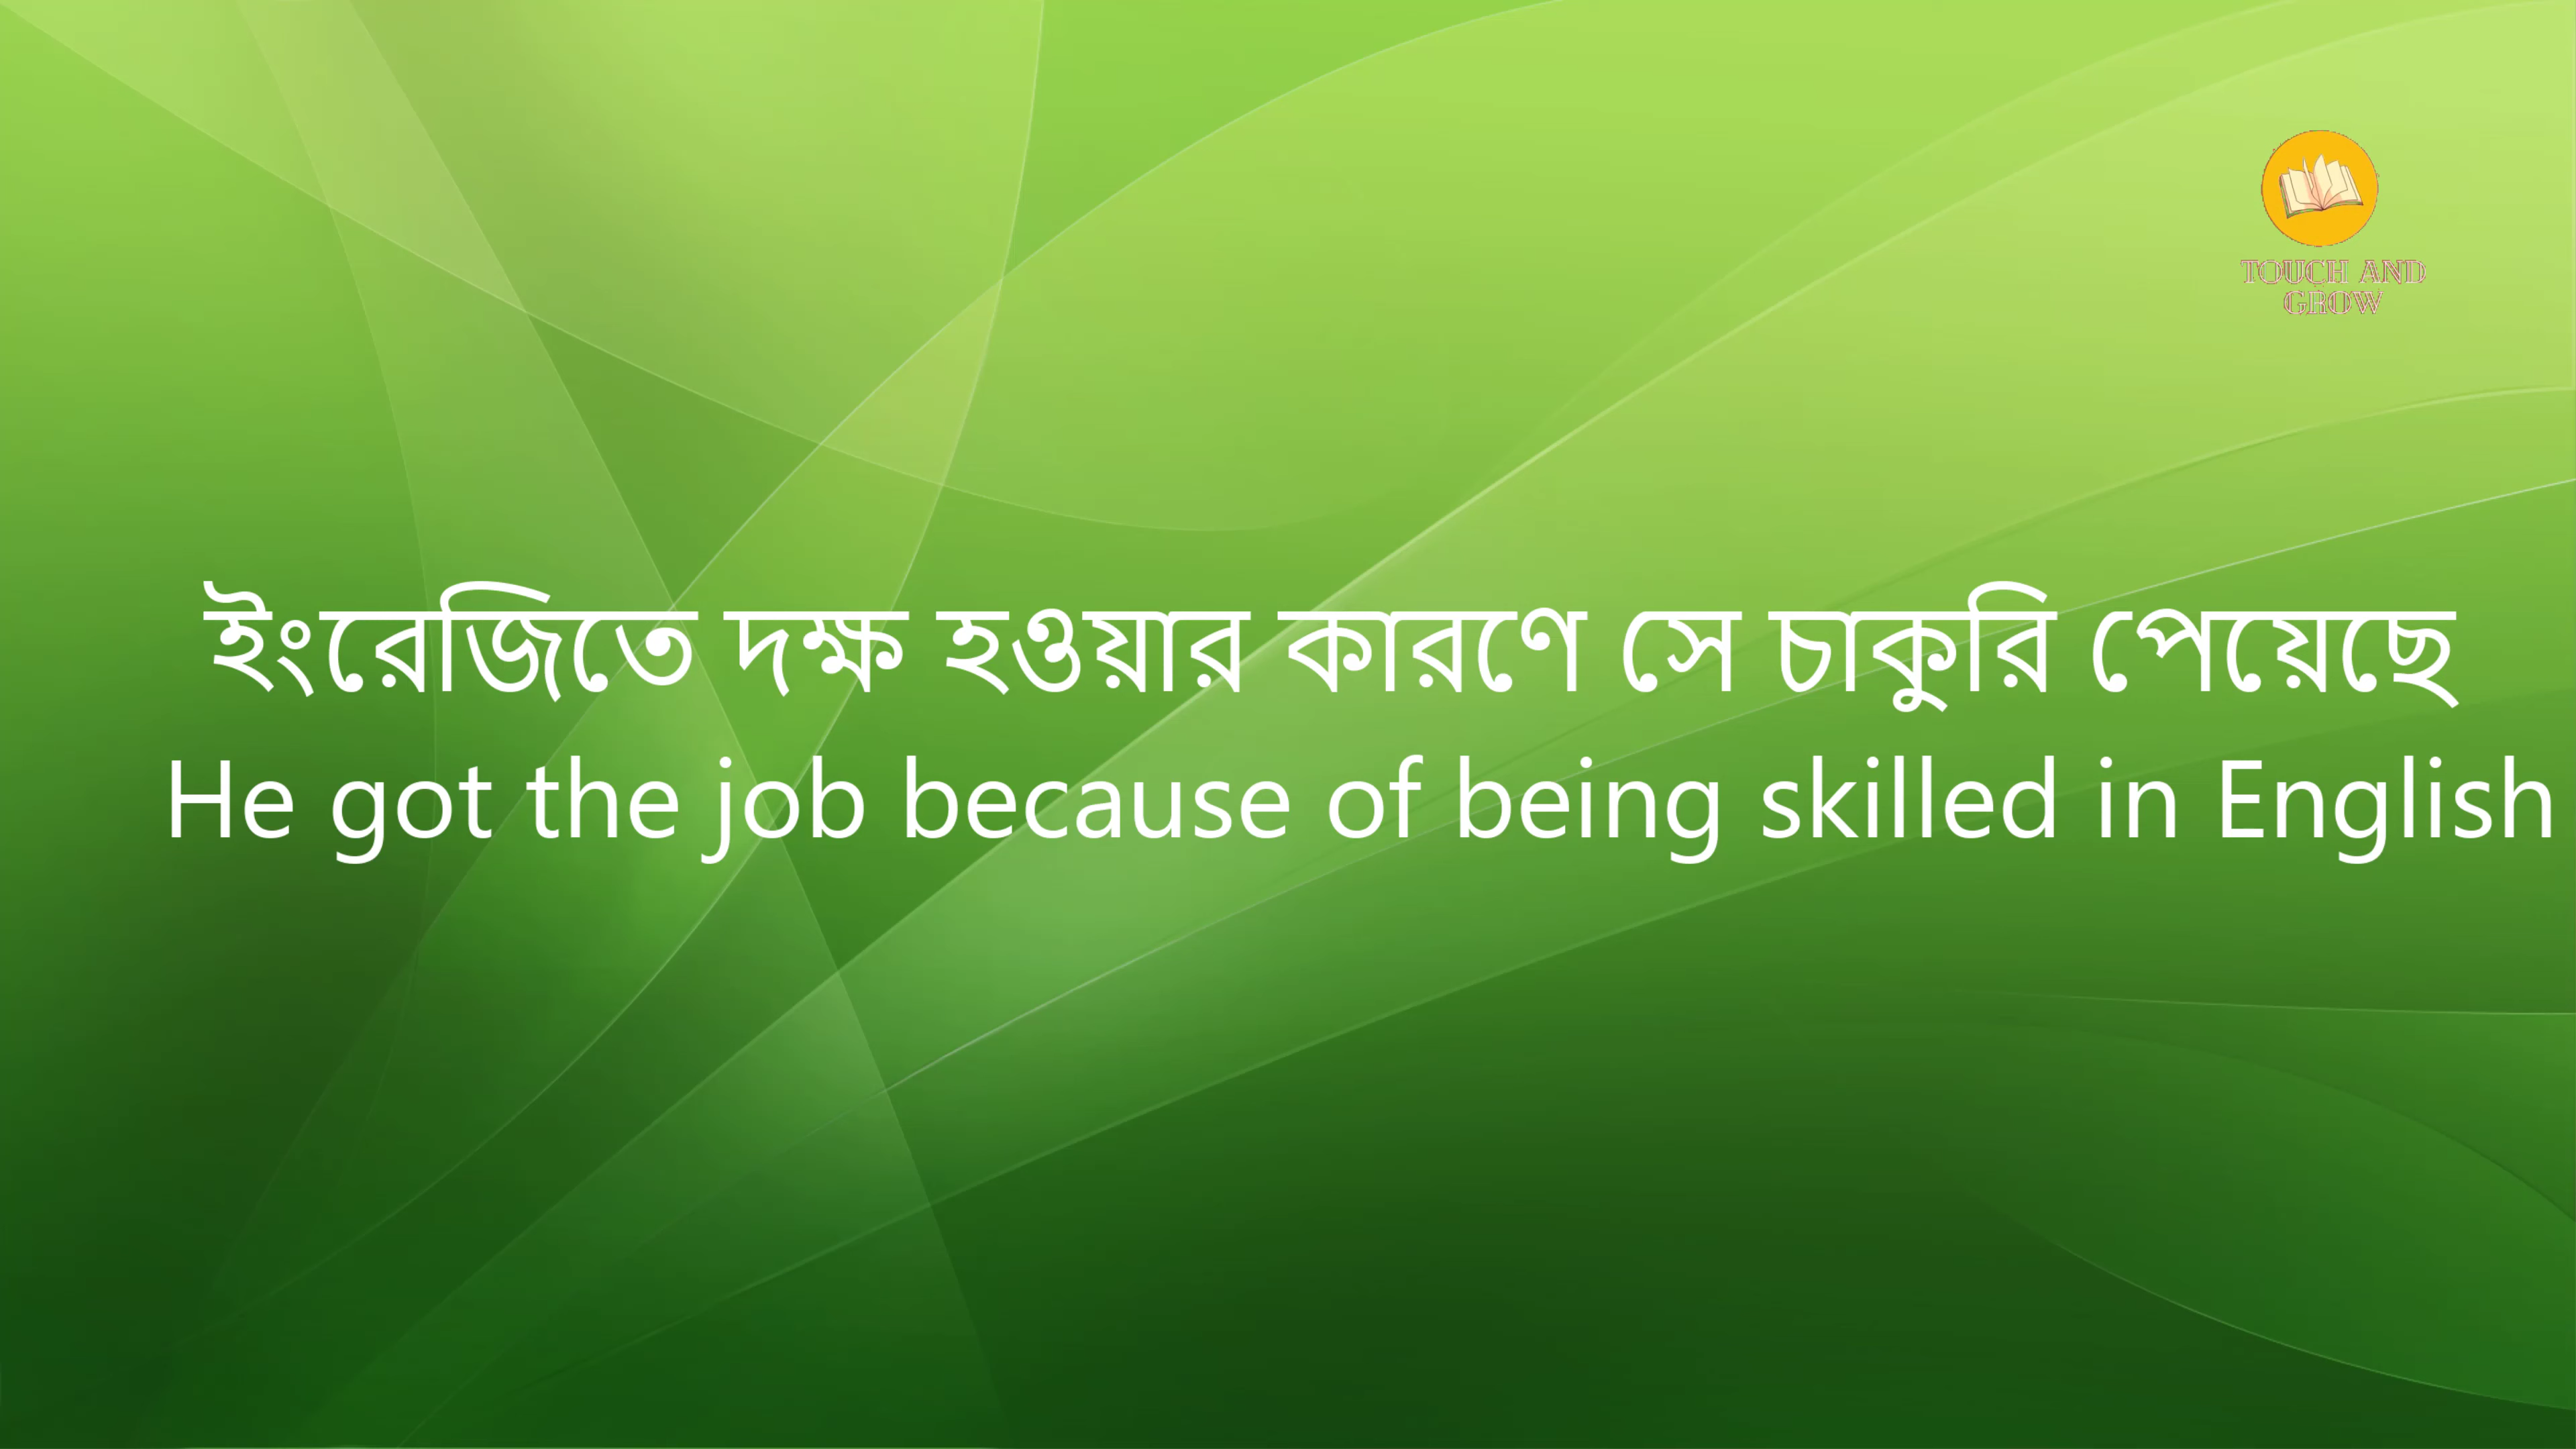 TOUCH AND
GROW
ইংরেজিতে দক্ষ হওয়ার কারণে সে চাকুরি পেয়েছে
He got the job because of being skilled in English